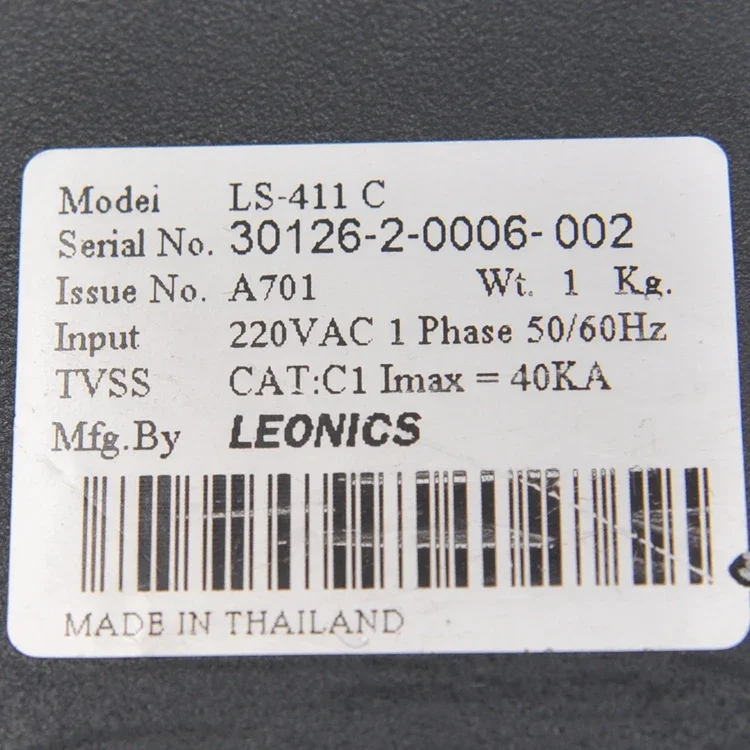 Model LS-411 C
Serial No. 30126-2-0006-002
Issue No. A701 Wt. 1 Kg.
Input 220VAC 1 Phase 50/60Hz
TVSS CAT:C1 Imax = 40KA
Mfg.By LEONICS
MADE IN THAILAND